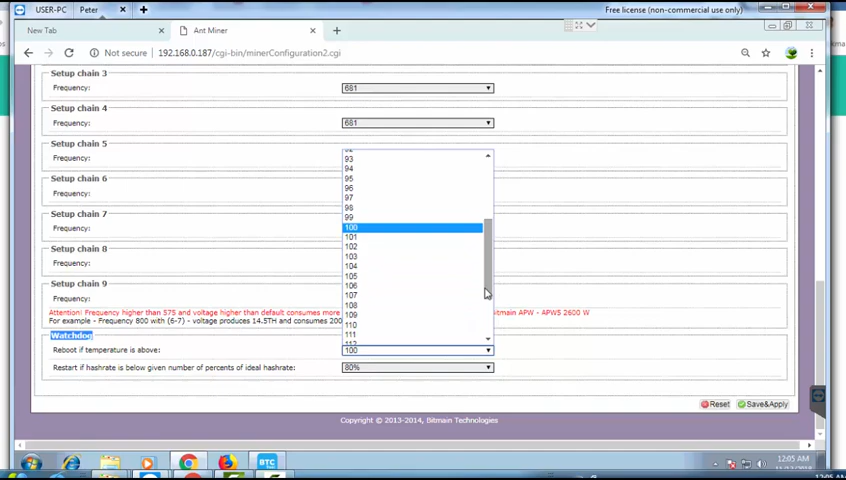 USER-PC Peter
Free license (non-commercial use only)
New Tab
Ant Miner
Not secure 192.168.0.187/cgi-bin/minerConfiguration2.cgi
Setup chain 3
Frequency: 681
Setup chain 4
Frequency: 681
Setup chain 5
Frequency:
Setup chain 6
Frequency:
Setup chain 7
Frequency:
Setup chain 8
Frequency:
Setup chain 9
Frequency:
93
94
95
96
97
98
99
100
101
102
103
104
105
106
107
108
109
110
111
112
Attention! Frequency higher than 575 and voltage higher than default consumes more
itmain APW - APW5 2600 W
For example - Frequency 800 with (6-7) - voltage produces 14.5TH and consumes 200
Watchdog
Reboot if temperature is above: 100
Restart if hashrate is below given number of percents of ideal hashrate: 80%
Reset Save&Apply
Copyright © 2013-2014, Bitmain Technologies
BTC
12:05 AM
12:05 AM